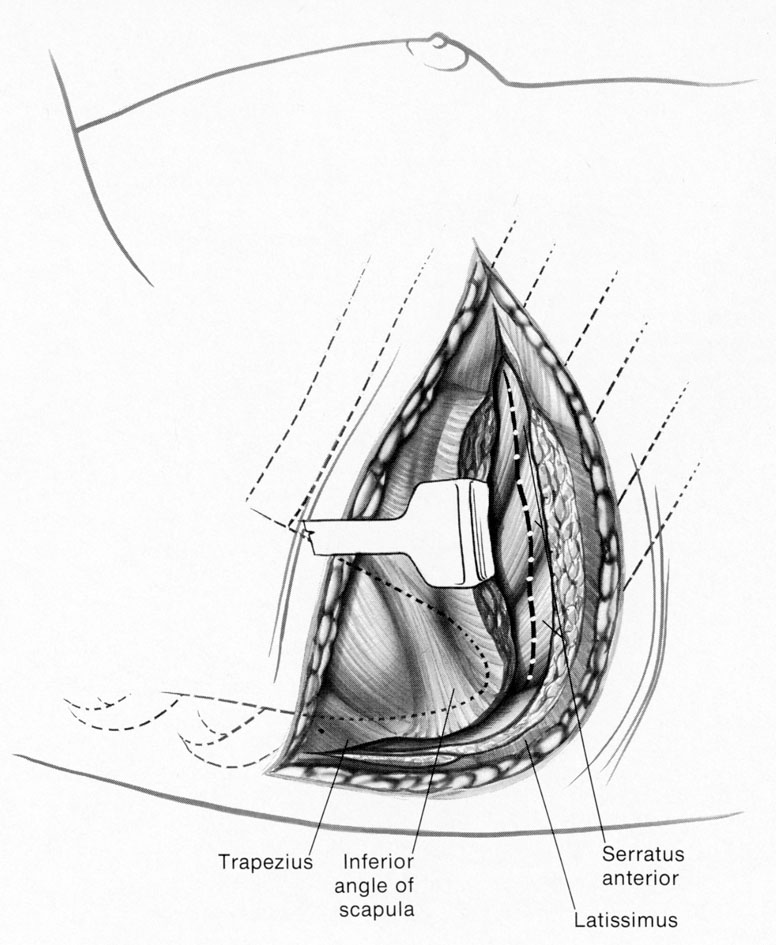 Trapezius
Inferior
angle of
scapula
Serratus
anterior
Latissimus